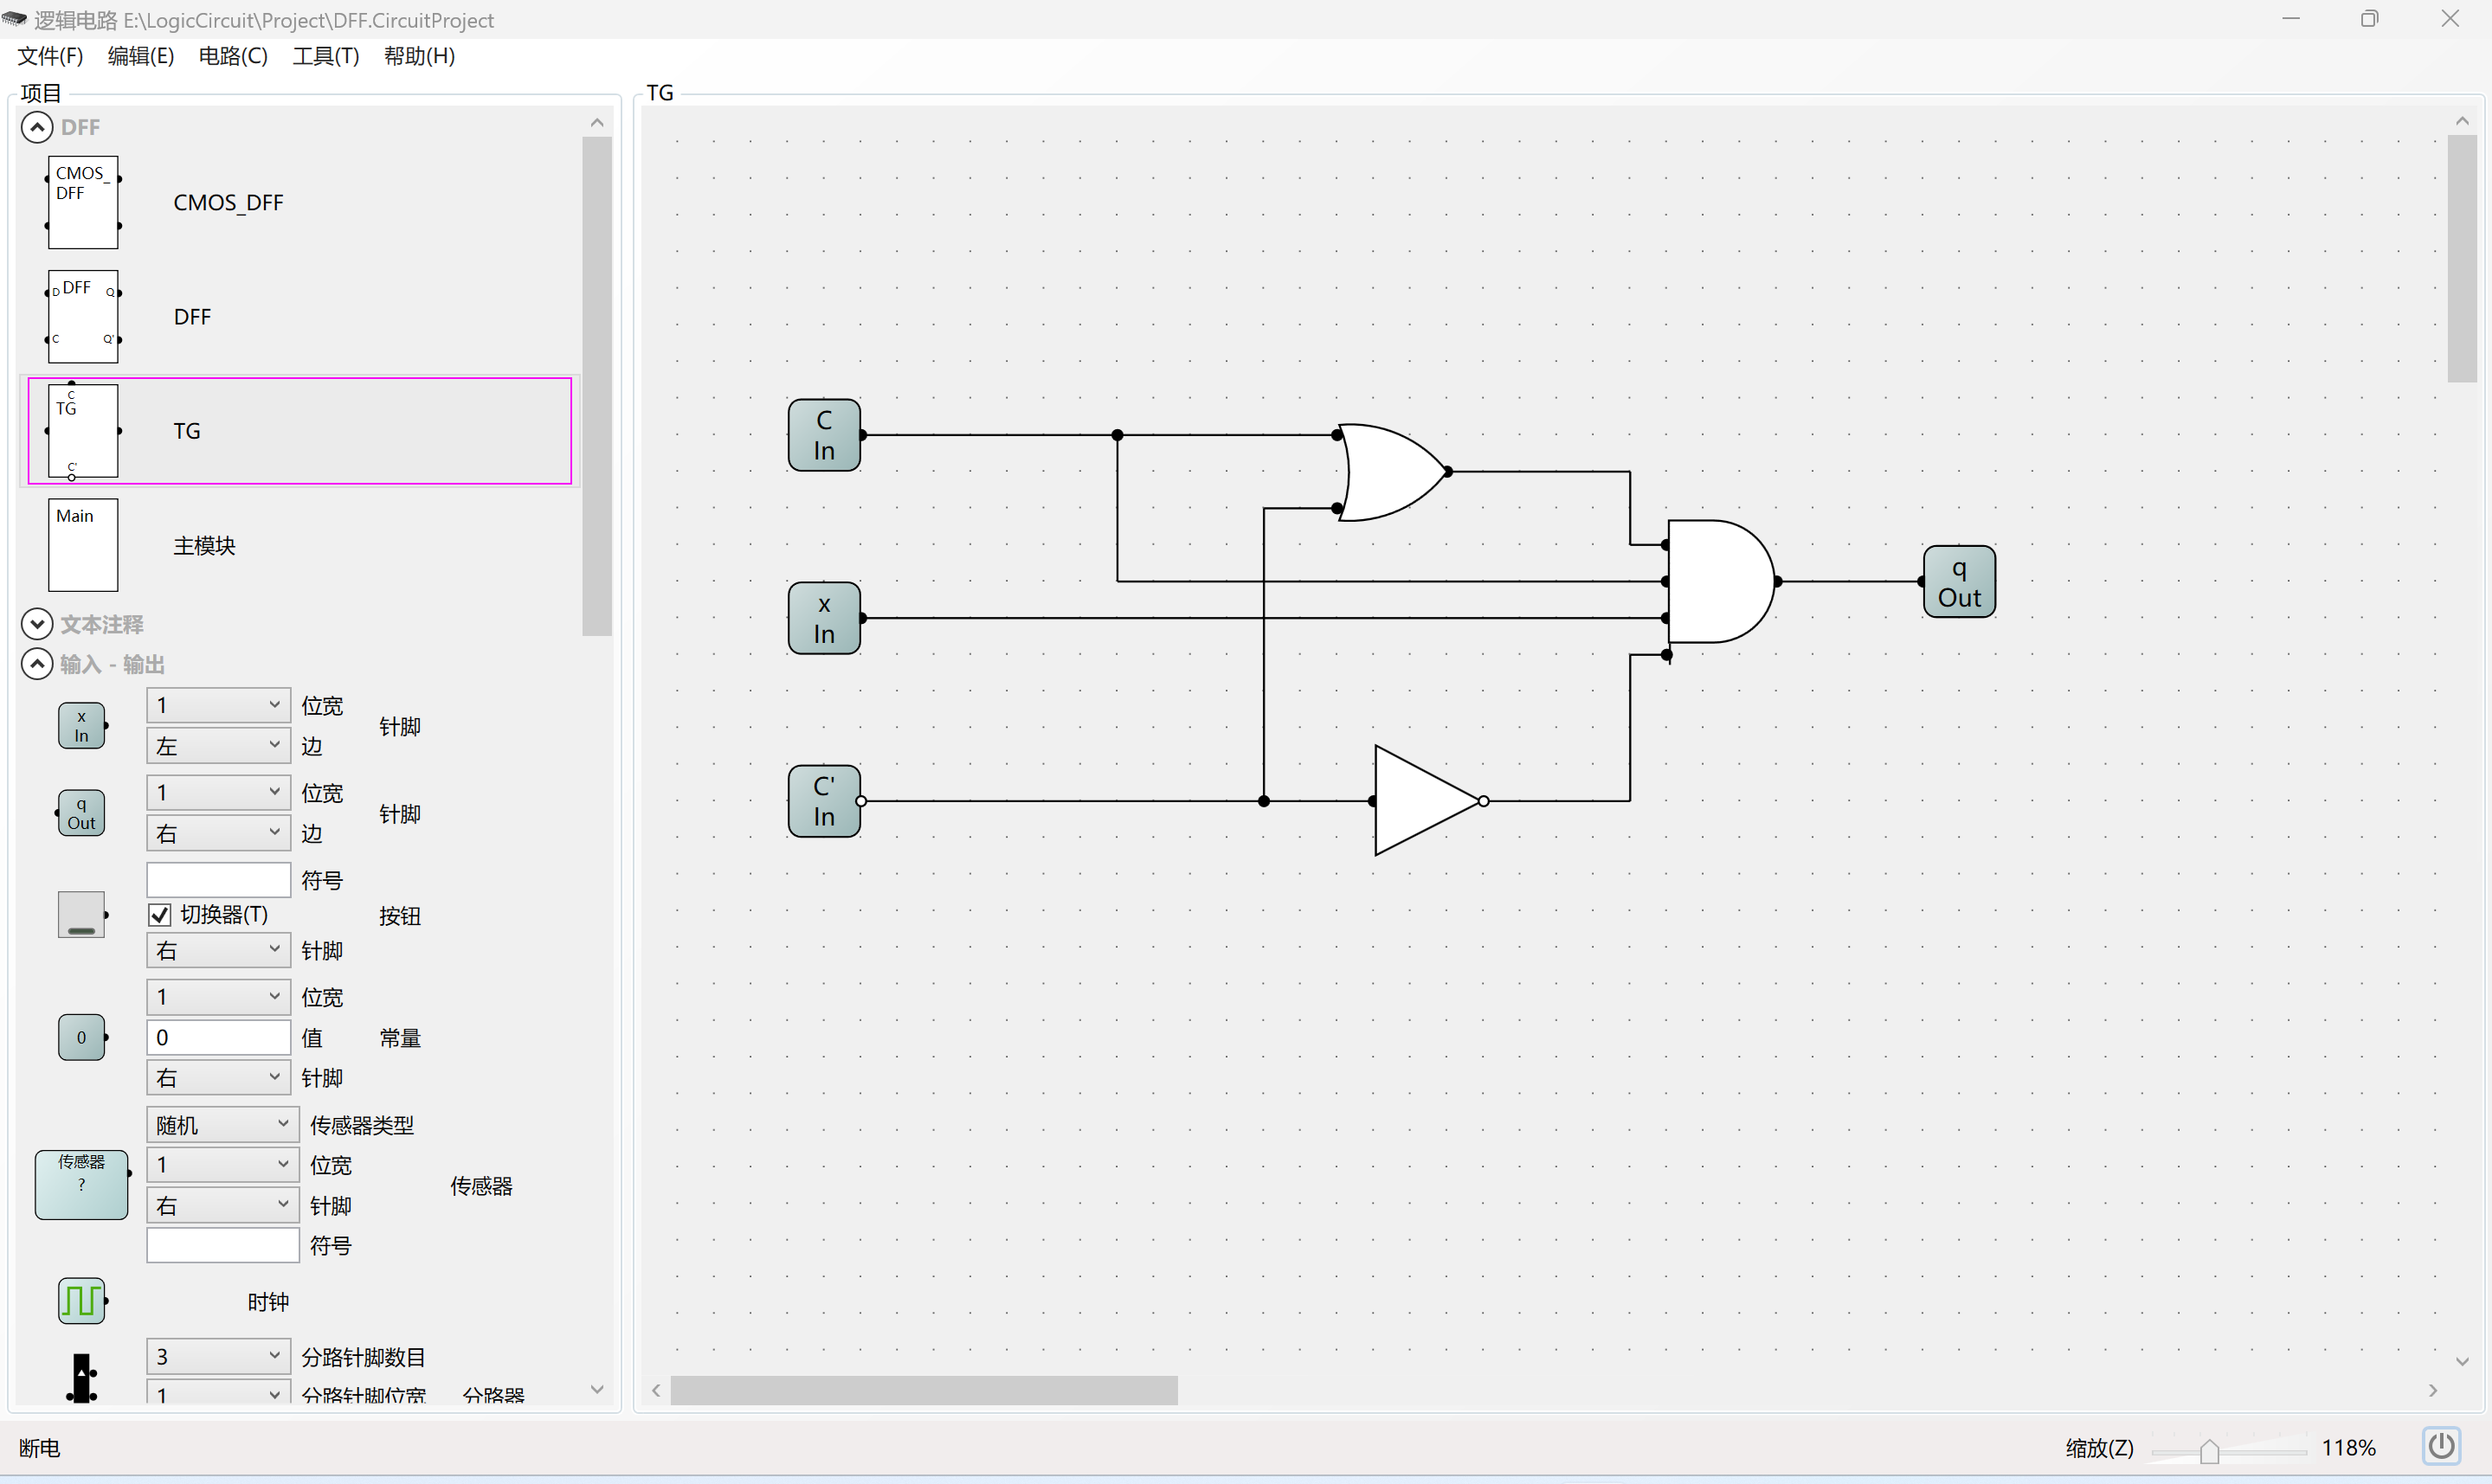 逻辑电路 E:\LogicCircuit\Project\DFF.CircuitProject
文件(F) 编辑(E) 电路(C) 工具(T) 帮助(H)
项目
DFF
CMOS_
DFF
CMOS_DFF
D DFF Q
C Q'
DFF
C
TG
C'
TG
Main
主模块
文本注释
输入 - 输出
x
In
1 位宽
左 边
针脚
q
Out
1 位宽
右 边
针脚
符号
切换器(T)
右 针脚
按钮
0
1 位宽
0 值
右 针脚
常量
传感器
?
随机 传感器类型
1 位宽
右 针脚
符号
传感器
时钟
3 分路针脚数目
1 分路针脚位宽 分路器
TG
C
In
x
In
C'
In
q
Out
断电
缩放(Z) 118%